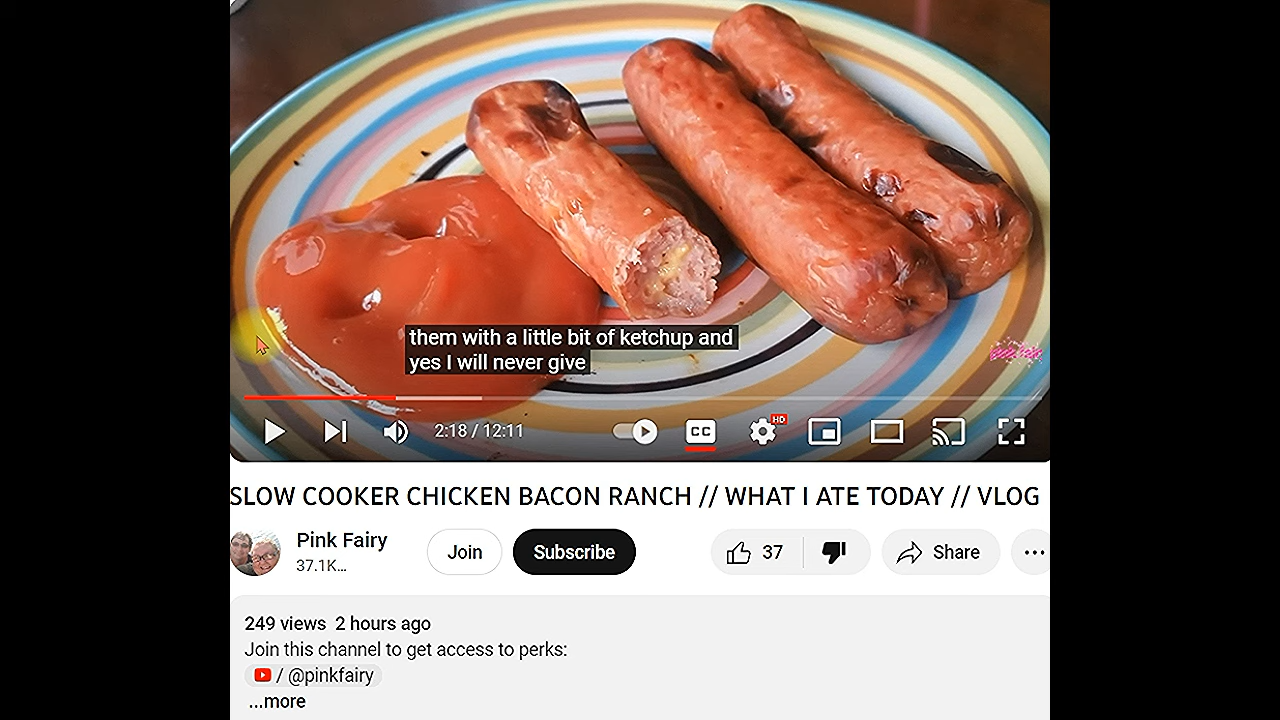 them with a little bit of ketchup and
yes I will never give
2:18 / 12:11
CC
HD
SLOW COOKER CHICKEN BACON RANCH // WHAT I ATE TODAY // VLOG
Pink Fairy
37.1K...
Join
Subscribe
37
Share
...
249 views 2 hours ago
Join this channel to get access to perks:
/ @pinkfairy
...more